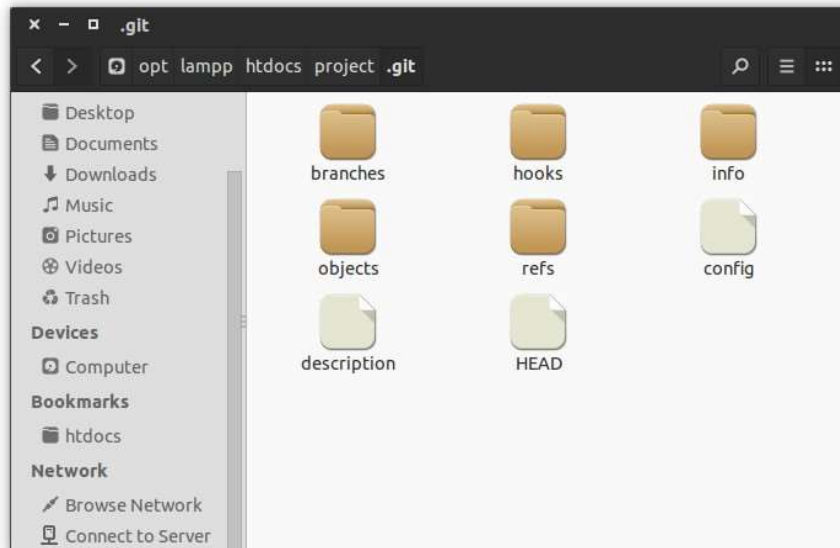 .git
opt lampp htdocs project .git
Desktop
Documents
Downloads
Music
Pictures
Videos
Trash
Devices
Computer
Bookmarks
htdocs
Network
Browse Network
Connect to Server
branches hooks info
objects refs config
description HEAD